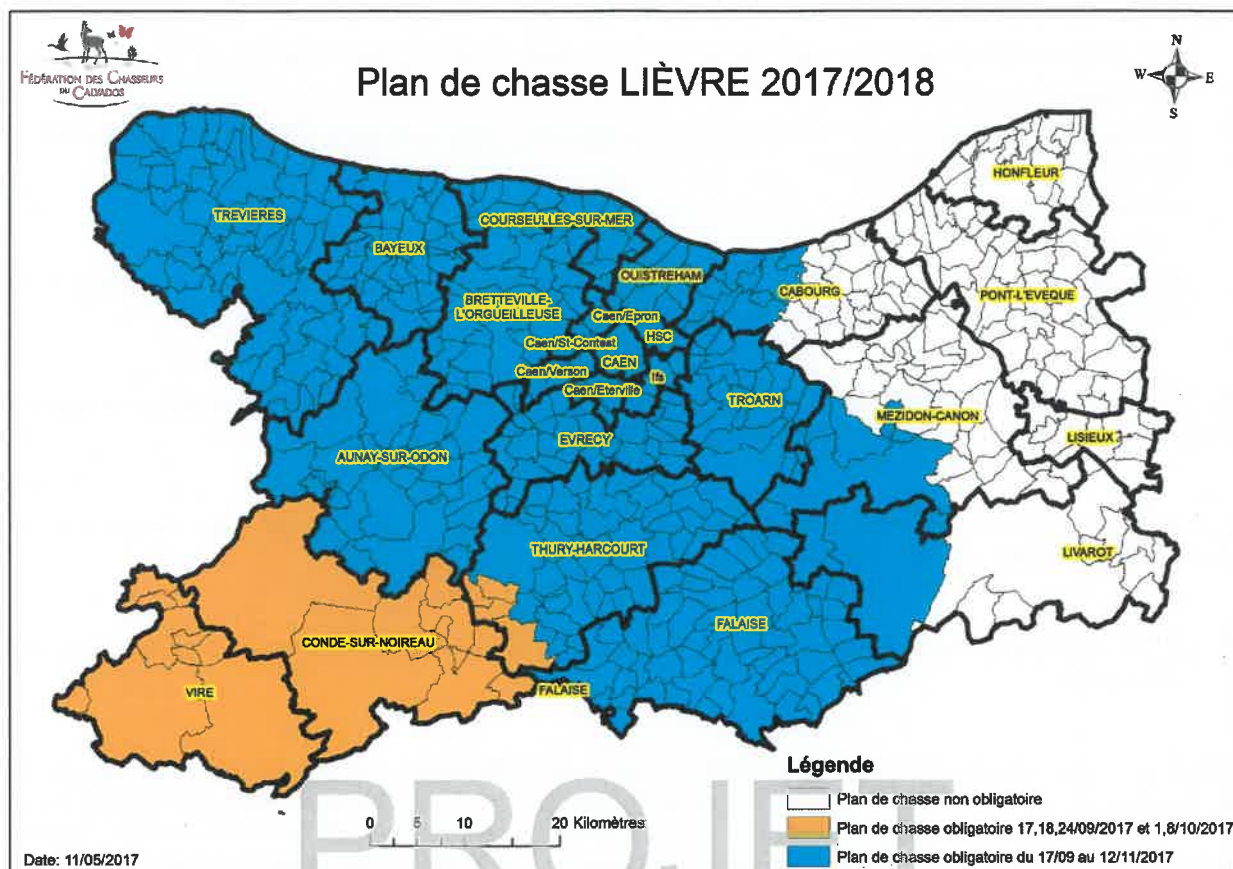 FÉDÉRATION DES CHASSEURS
DU CALVADOS
Plan de chasse LIÈVRE 2017/2018
N
W E
S
HONFLEUR
TREVIERES
COURSEULLES-SUR-MER
BAYEUX
OUISTREHAM
CABOURG
PONT-L'EVEQUE
BRETTEVILLE-
L'ORGUEILLEUSE
Caen/Epron
HSC
Caen/St-Contest
CAEN
Caen/Verson
Ifs
Caen/Eterville
TROARN
MEZIDON-CANON
EVRECY
LISIEUX
AUNAY-SUR-ODON
THURY-HARCOURT
LIVAROT
FALAISE
CONDE-SUR-NOIREAU
VIRE
FALAISE
Légende
Plan de chasse non obligatoire
Plan de chasse obligatoire 17,18,24/09/2017 et 1,8/10/2017
Plan de chasse obligatoire du 17/09 au 12/11/2017
0 5 10 20 Kilomètres
PROJET
Date: 11/05/2017